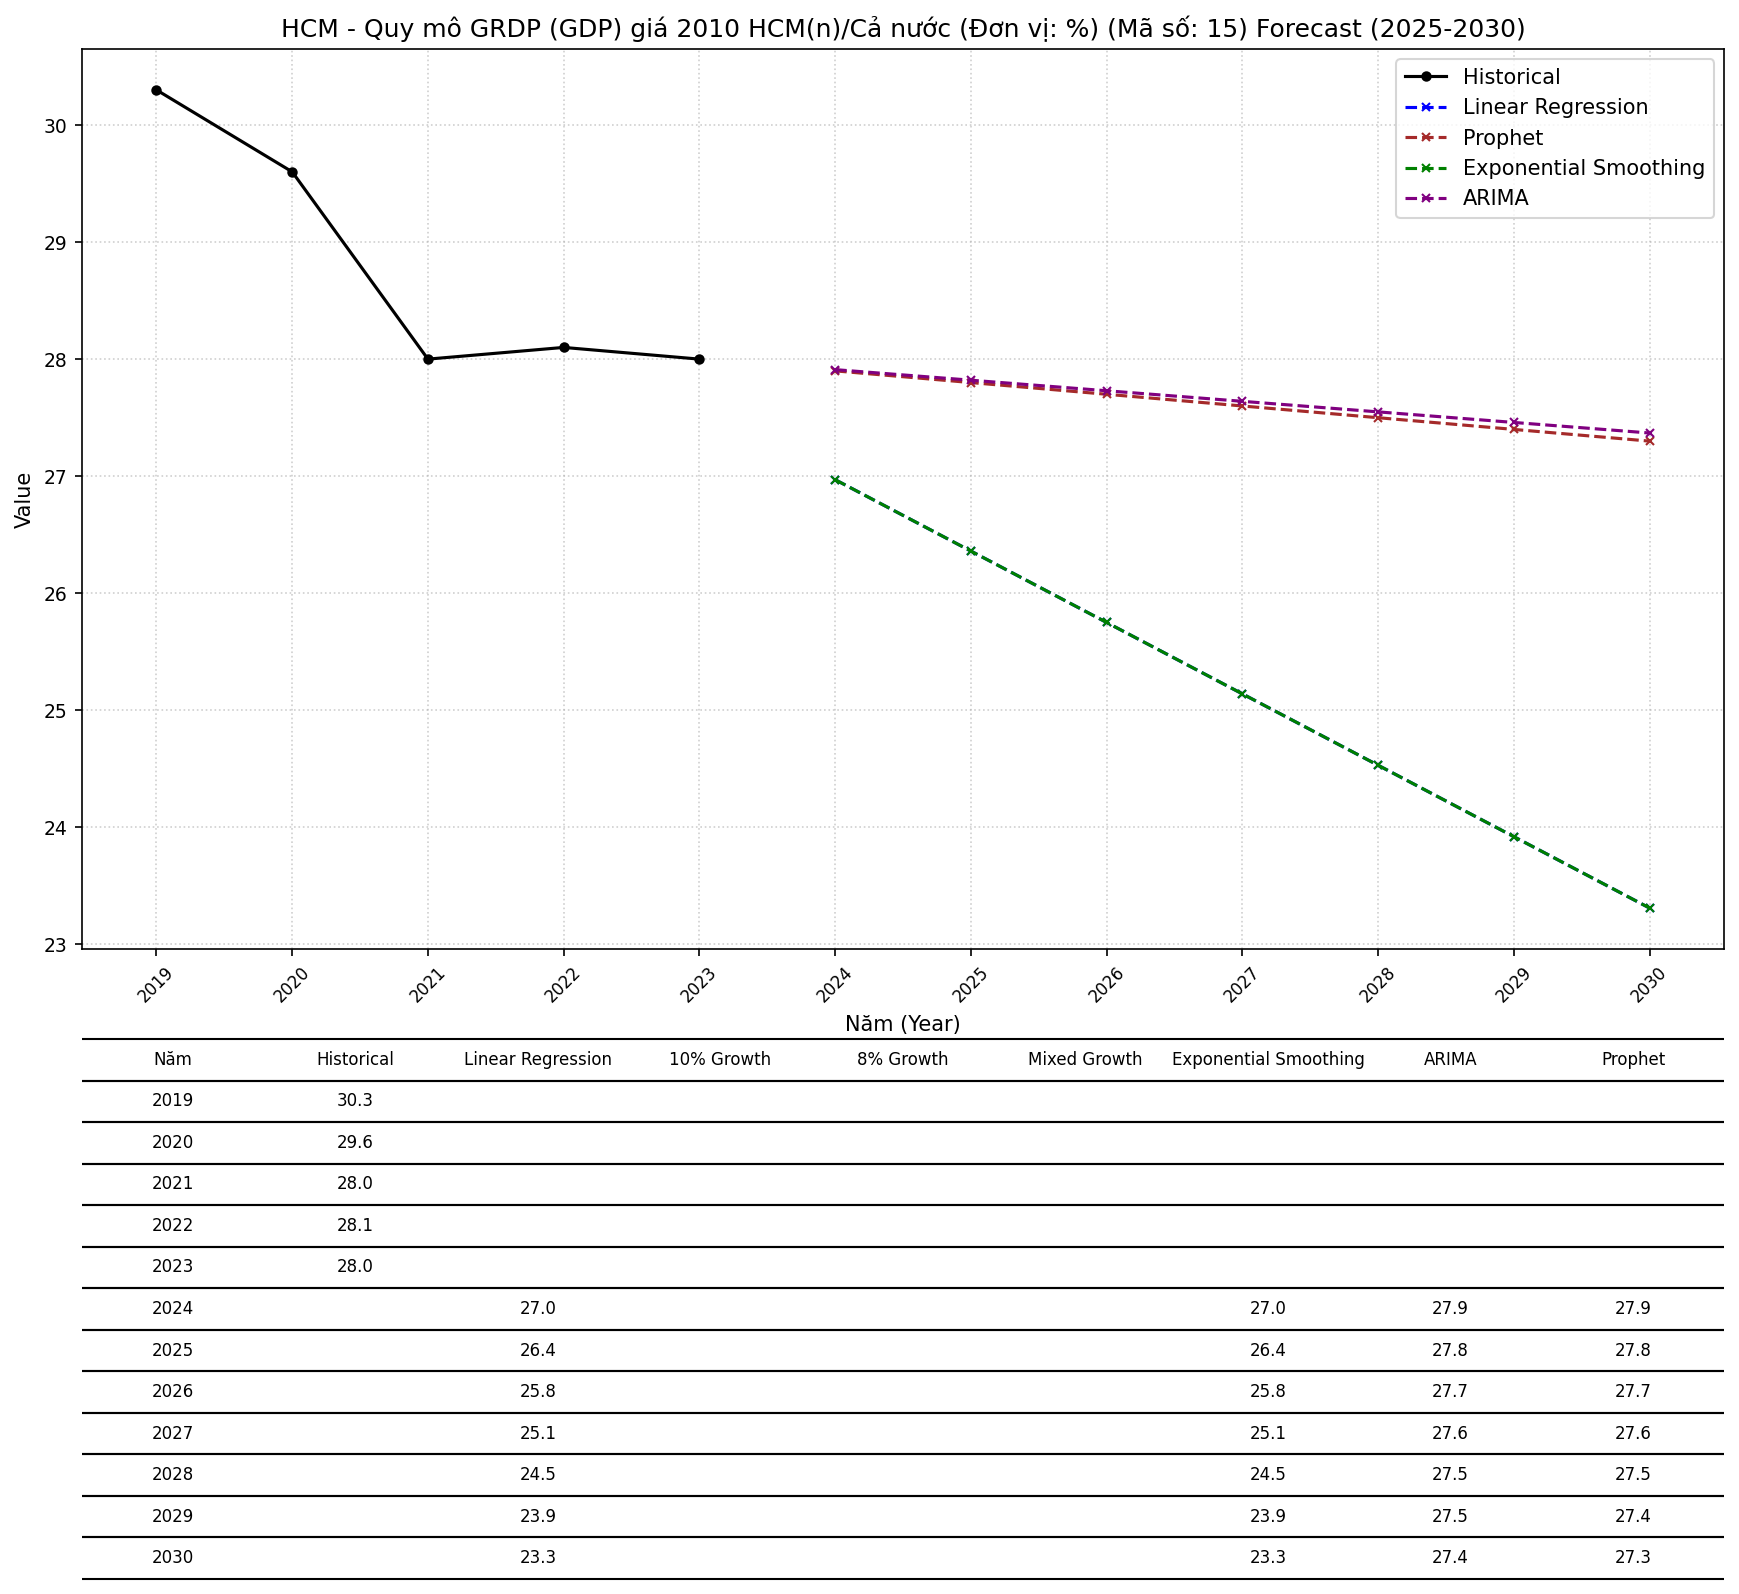 HCM - Quy mô GRDP (GDP) giá 2010 HCM(n)/Cả nước (Đơn vị: %) (Mã số: 15) Forecast (2025-2030)
Historical
Linear Regression
Prophet
Exponential Smoothing
ARIMA
Value
30
29
28
27
26
25
24
23
2019 2020 2021 2022 2023 2024 2025 2026 2027 2028 2029 2030
Năm (Year)
Năm Historical Linear Regression 10% Growth 8% Growth Mixed Growth Exponential Smoothing ARIMA Prophet
2019 30.3
2020 29.6
2021 28.0
2022 28.1
2023 28.0
2024 27.0 27.0 27.9 27.9
2025 26.4 26.4 27.8 27.8
2026 25.8 25.8 27.7 27.7
2027 25.1 25.1 27.6 27.6
2028 24.5 24.5 27.5 27.5
2029 23.9 23.9 27.5 27.4
2030 23.3 23.3 27.4 27.3